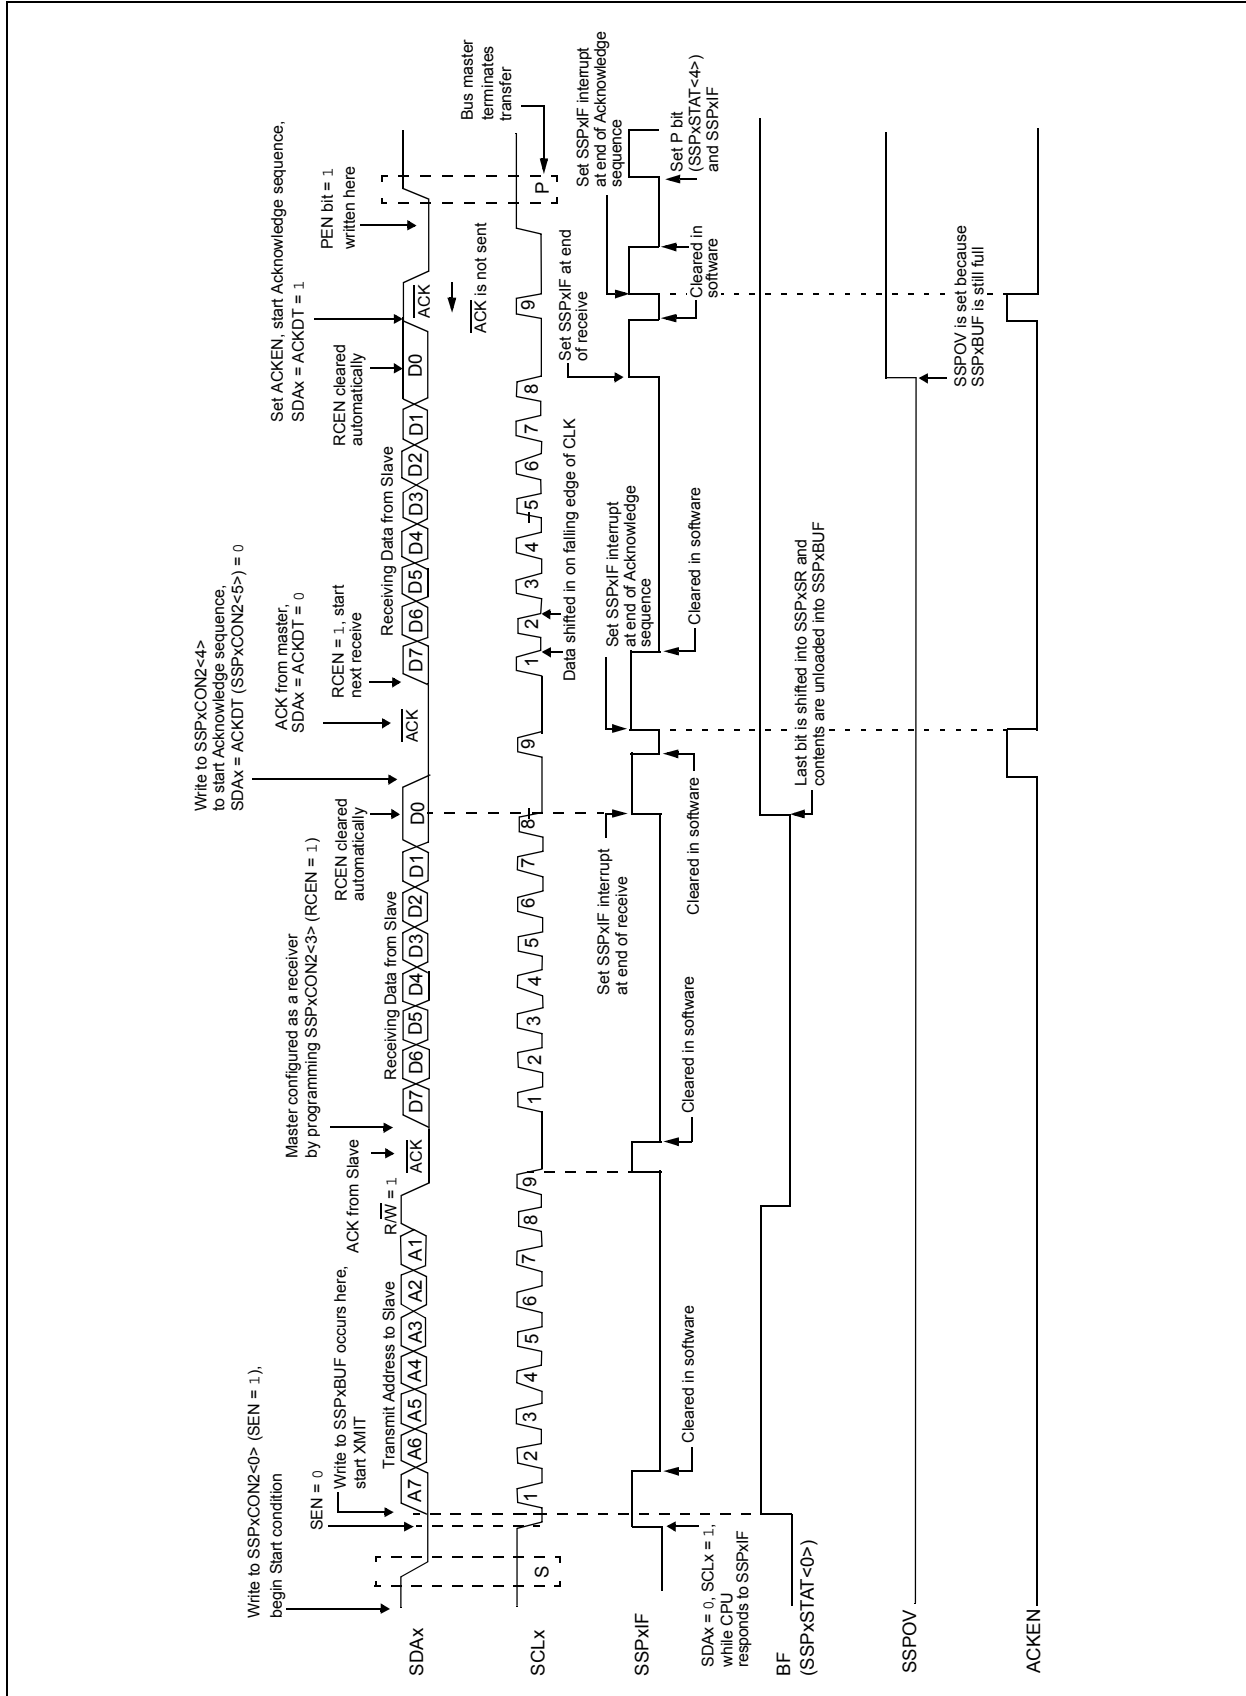 Write to SSPxCON2<0> (SEN = 1),
begin Start condition
SEN = 0
Write to SSPxBUF occurs here,
start XMIT
Transmit Address to Slave
R/W = 1
ACK from Slave
Master configured as a receiver
by programming SSPxCON2<3> (RCEN = 1)
Receiving Data from Slave
RCEN cleared
automatically
Write to SSPxCON2<4>
to start Acknowledge sequence,
SDAx = ACKDT (SSPxCON2<5>) = 0
ACK from master,
SDAx = ACKDT = 0
RCEN = 1, start
next receive
Receiving Data from Slave
RCEN cleared
automatically
Set ACKEN, start Acknowledge sequence,
SDAx = ACKDT = 1
PEN bit = 1
written here
SDAx
A7 A6 A5 A4 A3 A2 A1 ACK D7 D6 D5 D4 D3 D2 D1 D0 ACK D7 D6 D5 D4 D3 D2 D1 D0 ACK
ACK is not sent
Bus master
terminates
transfer
SCLx
S 1 2 3 4 5 6 7 8 9 1 2 3 4 5 6 7 8 9 1 2 3 4 5 6 7 8 9 P
Data shifted in on falling edge of CLK
Set SSPxIF interrupt
at end of receive
Set SSPxIF interrupt
at end of Acknowledge
sequence
Set SSPxIF at end
of receive
Set SSPxIF interrupt
at end of Acknowledge
sequence
SSPxIF
SDAx = 0, SCLx = 1,
while CPU
responds to SSPxIF
Cleared in software
Cleared in software
Cleared in software
Cleared in software
Cleared in
software
Set P bit
(SSPxSTAT<4>)
and SSPxIF
BF
(SSPxSTAT<0>)
Last bit is shifted into SSPxSR and
contents are unloaded into SSPxBUF
SSPOV
SSPOV is set because
SSPxBUF is still full
ACKEN